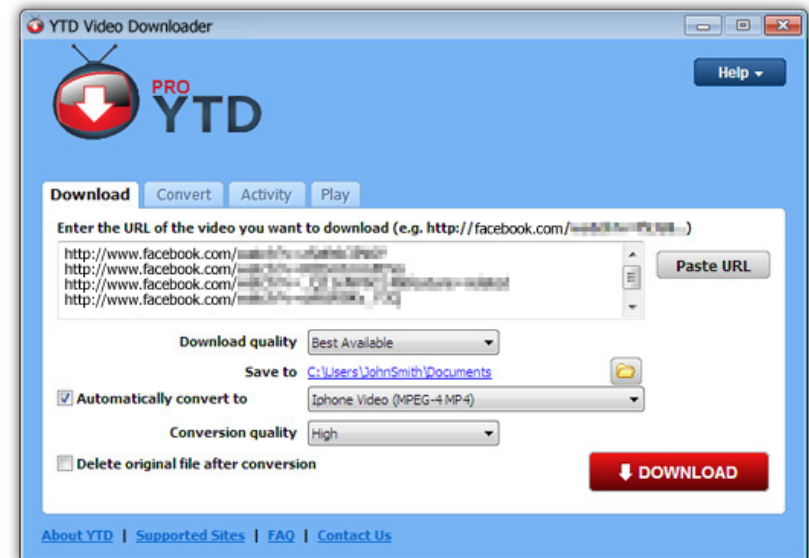 YTD Video Downloader
PRO
YTD
Help
Download Convert Activity Play
Enter the URL of the video you want to download (e.g. http://facebook.com/ ...)
http://www.facebook.com/
http://www.facebook.com/
http://www.facebook.com/
http://www.facebook.com/
Paste URL
Download quality Best Available
Save to C:\Users\JohnSmith\Documents
Automatically convert to Iphone Video (MPEG-4 MP4)
Conversion quality High
Delete original file after conversion
DOWNLOAD
About YTD | Supported Sites | FAQ | Contact Us